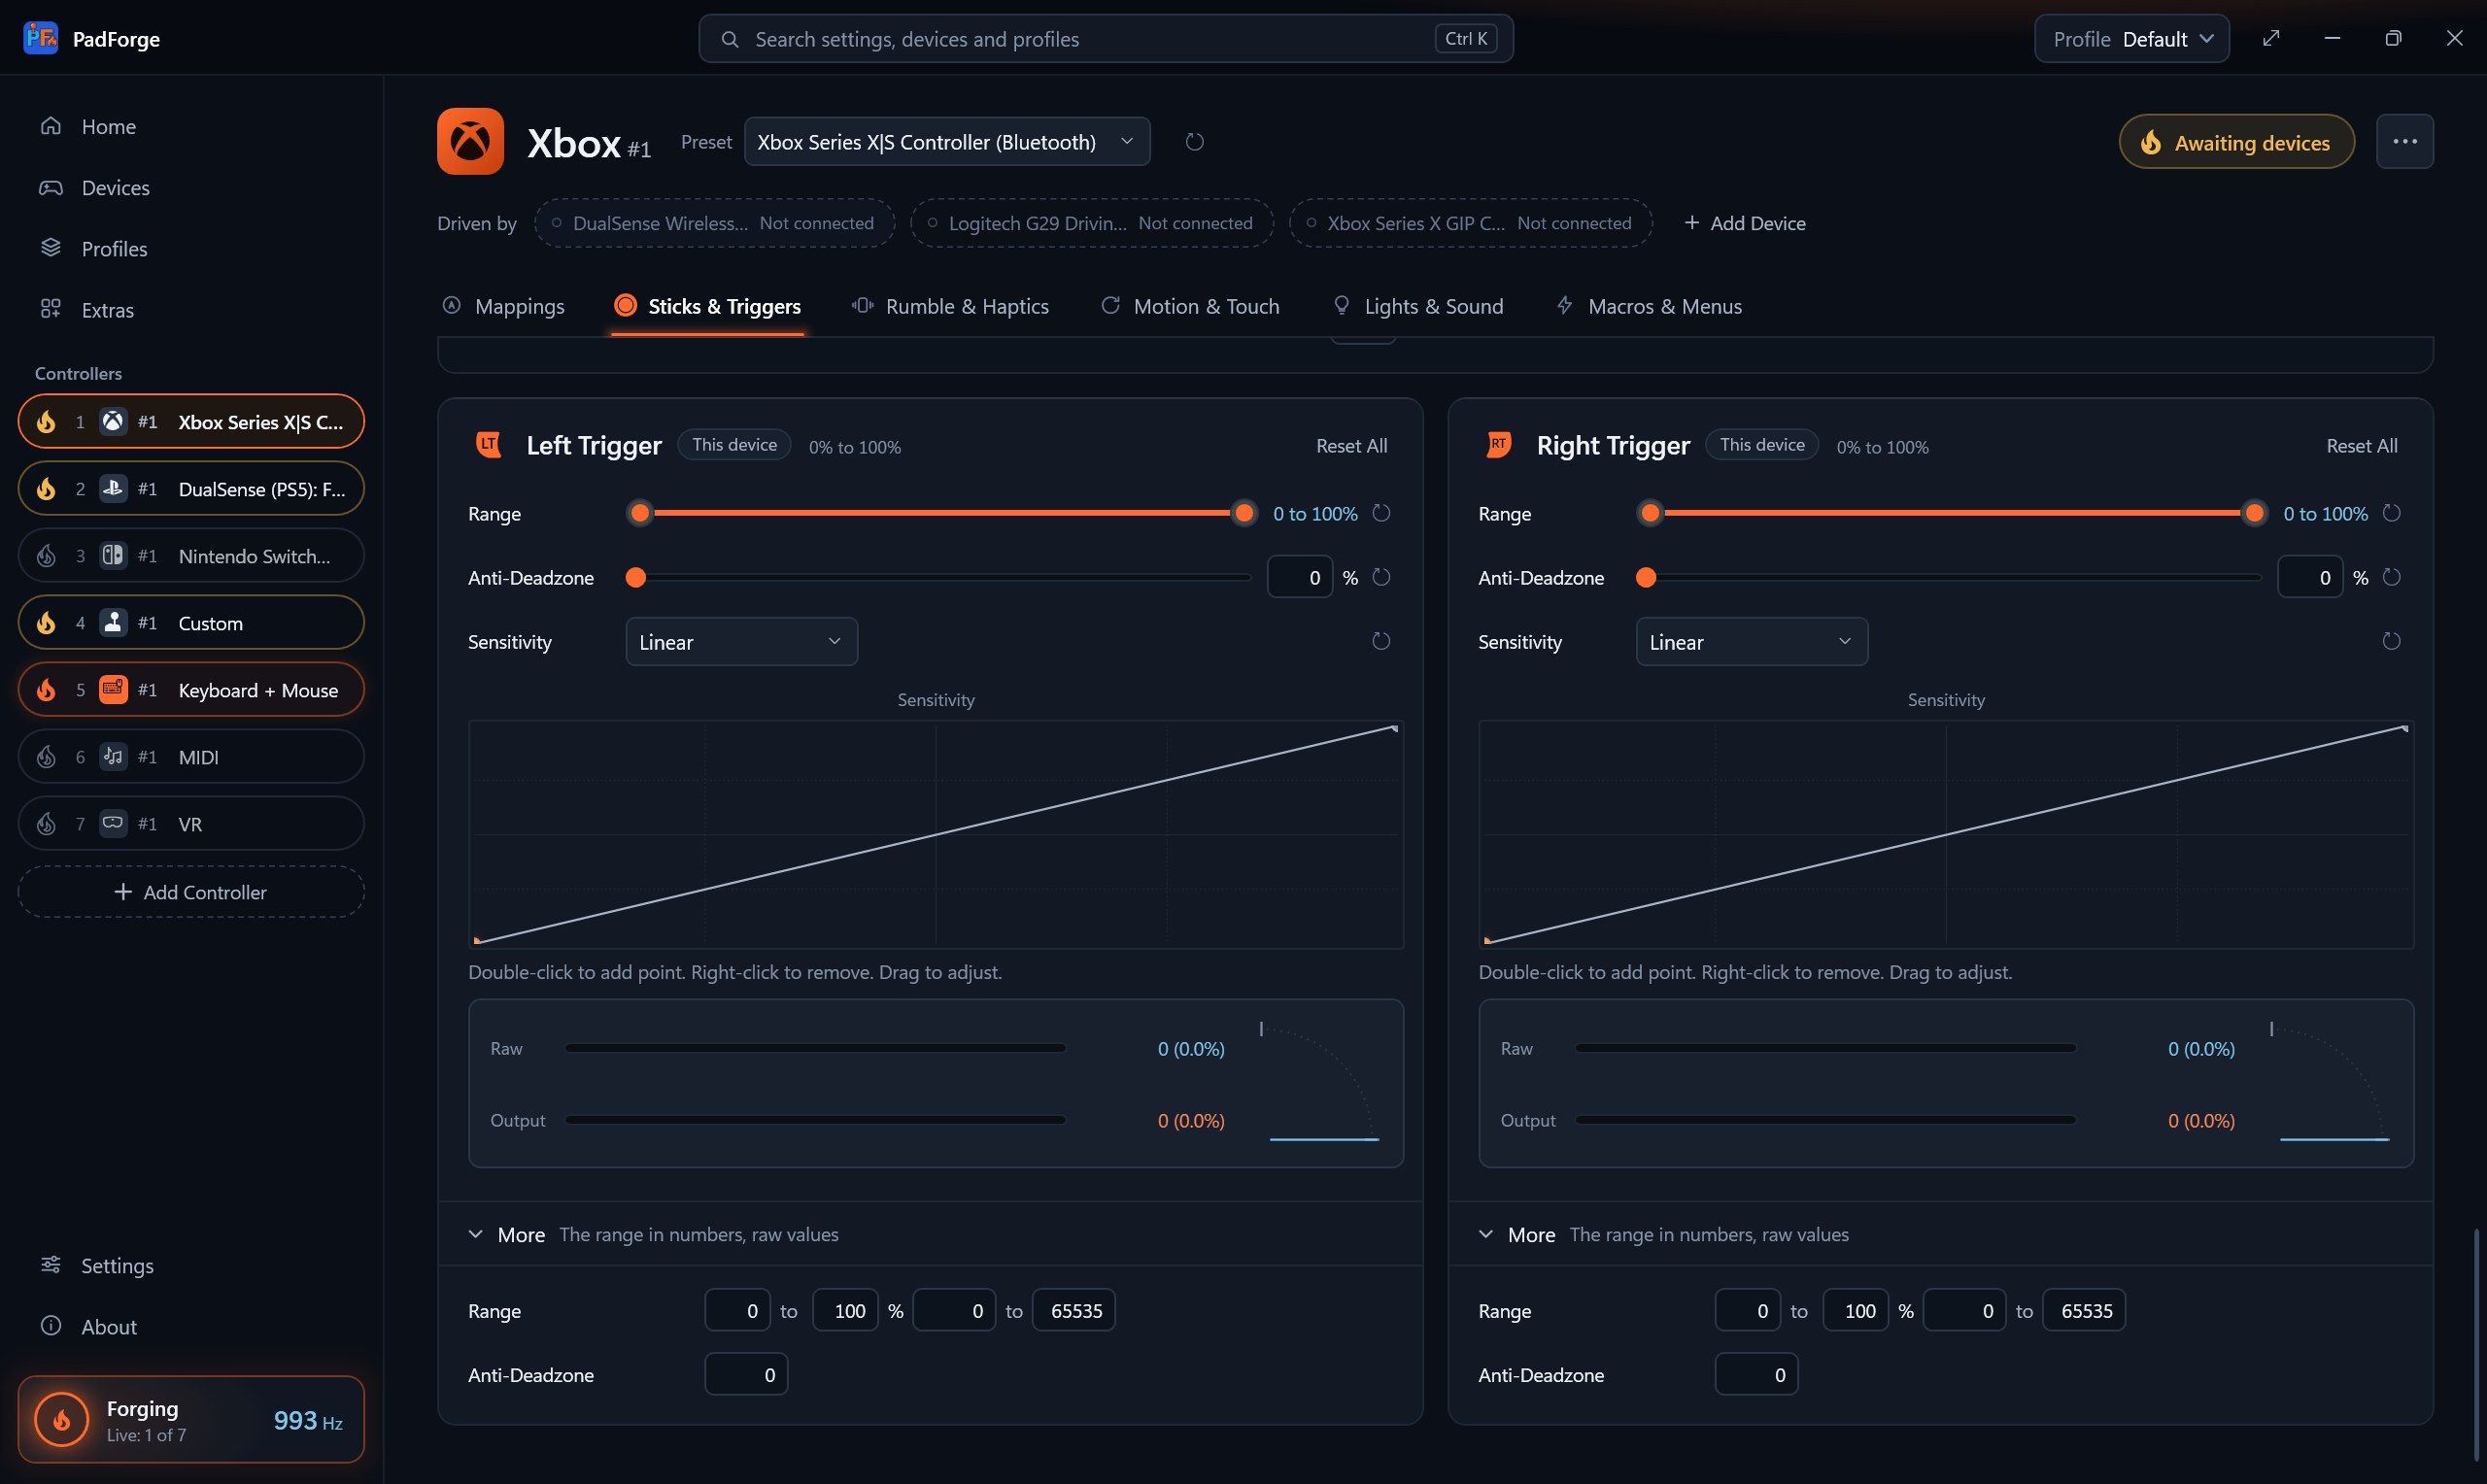 PadForge
Search settings, devices and profiles
Ctrl K
Profile Default
Home
Devices
Profiles
Extras
Controllers
1 #1 Xbox Series X|S C...
2 #1 DualSense (PS5): F...
3 #1 Nintendo Switch...
4 #1 Custom
5 #1 Keyboard + Mouse
6 #1 MIDI
7 #1 VR
+ Add Controller
Settings
About
Forging
Live: 1 of 7
993 Hz
Xbox #1
Preset
Xbox Series X|S Controller (Bluetooth)
Awaiting devices
Driven by
DualSense Wireless... Not connected
Logitech G29 Drivin... Not connected
Xbox Series X GIP C... Not connected
+ Add Device
Mappings
Sticks & Triggers
Rumble & Haptics
Motion & Touch
Lights & Sound
Macros & Menus
LT
Left Trigger
This device
0% to 100%
Reset All
Range
0 to 100%
Anti-Deadzone
0 %
Sensitivity
Linear
Sensitivity
Double-click to add point. Right-click to remove. Drag to adjust.
Raw
0 (0.0%)
Output
0 (0.0%)
More The range in numbers, raw values
Range
0 to 100 % 0 to 65535
Anti-Deadzone
0
RT
Right Trigger
This device
0% to 100%
Reset All
Range
0 to 100%
Anti-Deadzone
0 %
Sensitivity
Linear
Sensitivity
Double-click to add point. Right-click to remove. Drag to adjust.
Raw
0 (0.0%)
Output
0 (0.0%)
More The range in numbers, raw values
Range
0 to 100 % 0 to 65535
Anti-Deadzone
0